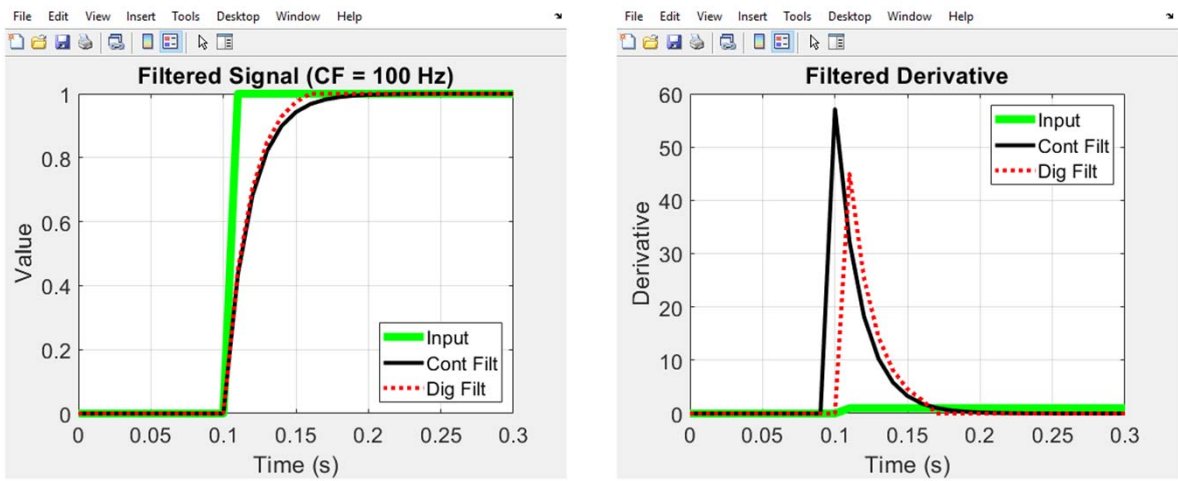 File Edit View Insert Tools Desktop Window Help
Filtered Signal (CF = 100 Hz)
1
0.8
0.6
0.4
0.2
0
Value
0 0.05 0.1 0.15 0.2 0.25 0.3
Time (s)
Input
Cont Filt
Dig Filt
File Edit View Insert Tools Desktop Window Help
Filtered Derivative
60
50
40
30
20
10
0
Derivative
0 0.05 0.1 0.15 0.2 0.25 0.3
Time (s)
Input
Cont Filt
Dig Filt